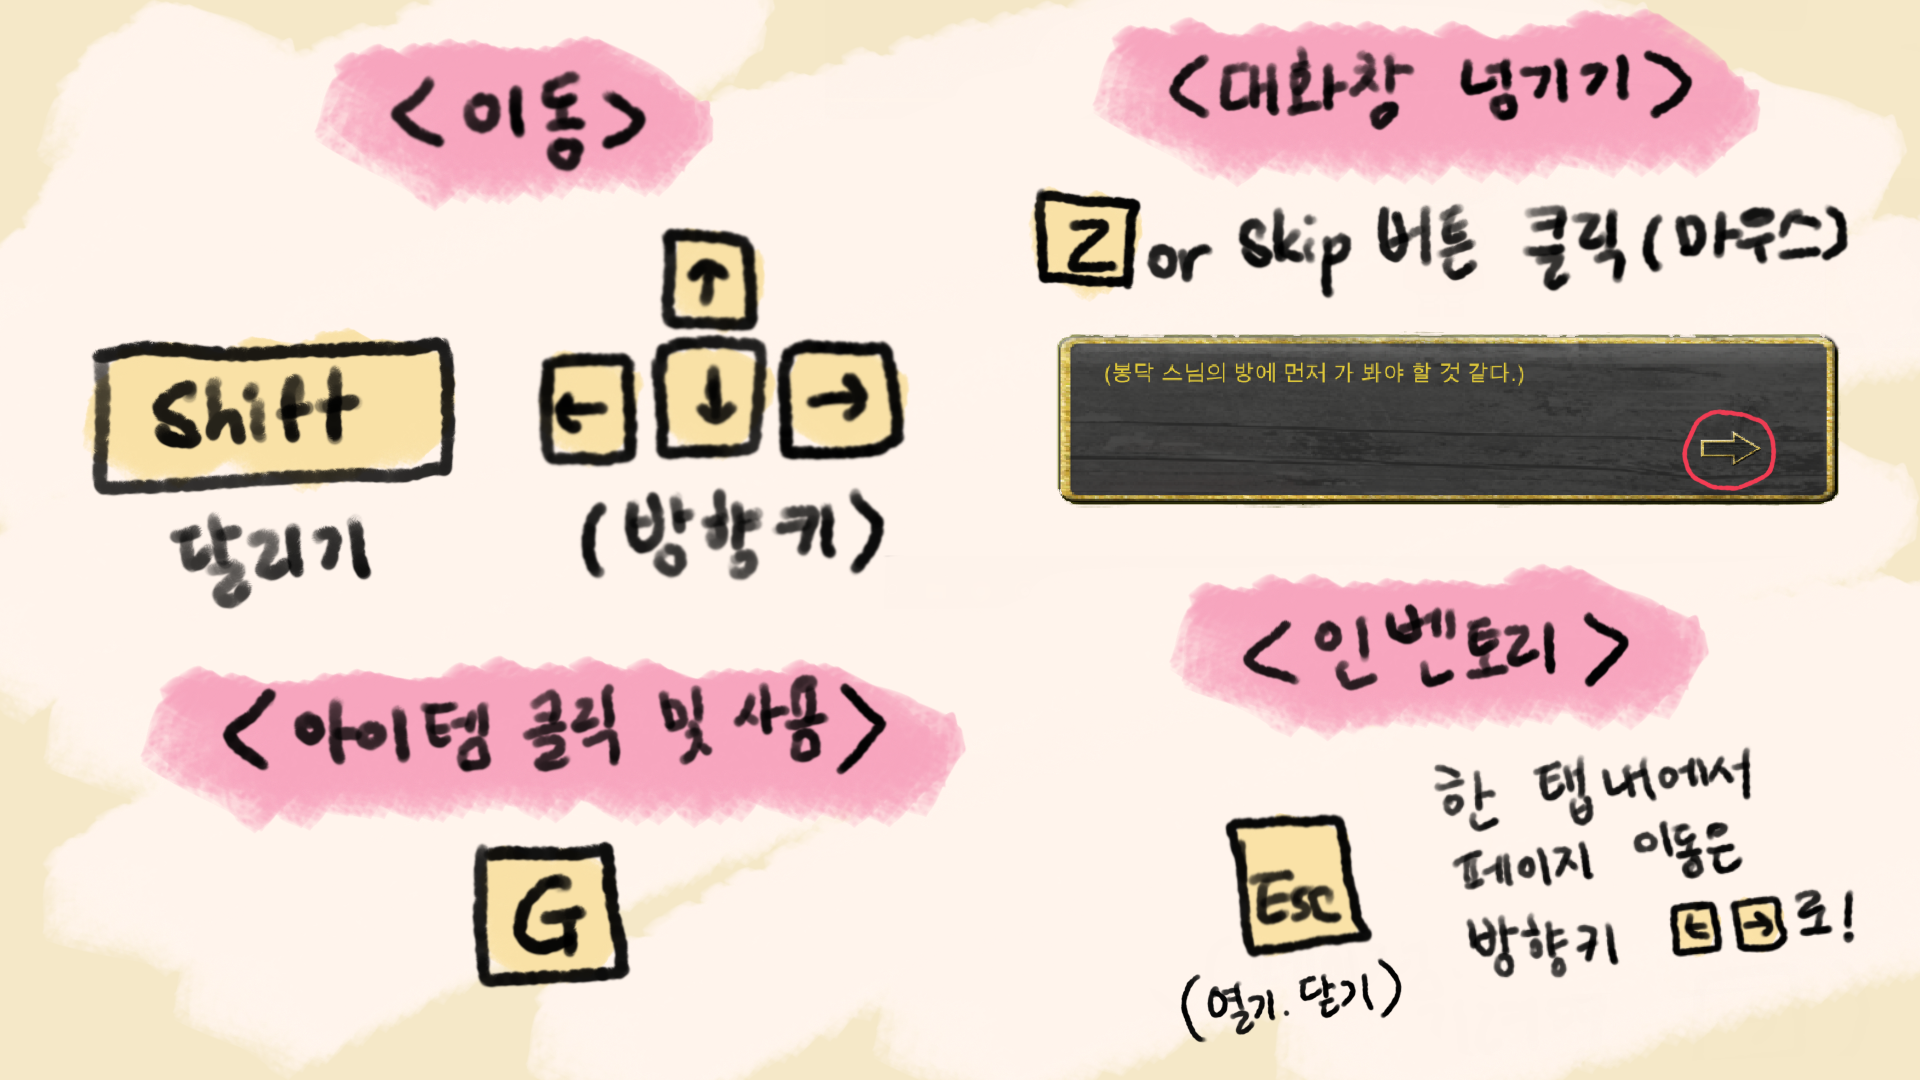 <이동>
Shift
달리기
↑
← ↓ →
(방향키)
<대화창 넘기기>
Z or Skip 버튼 클릭(마우스)
(봉닥 스님의 방에 먼저 가 봐야 할 것 같다.)
<아이템 클릭 및 사용>
G
<인벤토리>
Esc
(열기. 닫기)
한 탭 내에서
페이지 이동은
방향키 ← → 로!